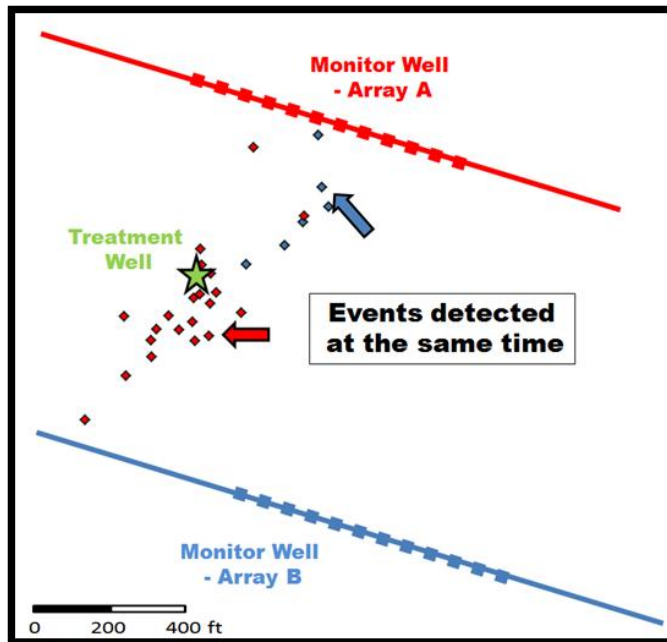 Monitor Well
- Array A
Treatment
Well
Events detected
at the same time
Monitor Well
- Array B
0 200 400 ft